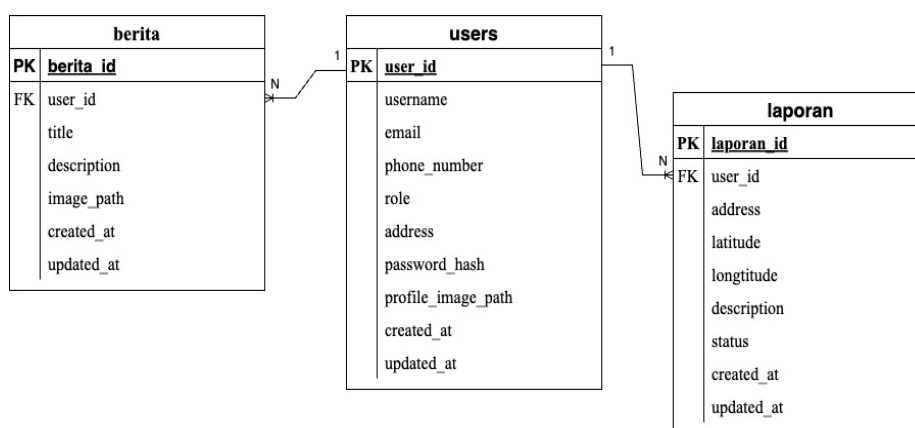 berita
PK berita_id
FK user_id
title
description
image_path
created_at
updated_at
N
1
users
PK user_id
username
email
phone_number
role
address
password_hash
profile_image_path
created_at
updated_at
1
N
laporan
PK laporan_id
FK user_id
address
latitude
longtitude
description
status
created_at
updated_at